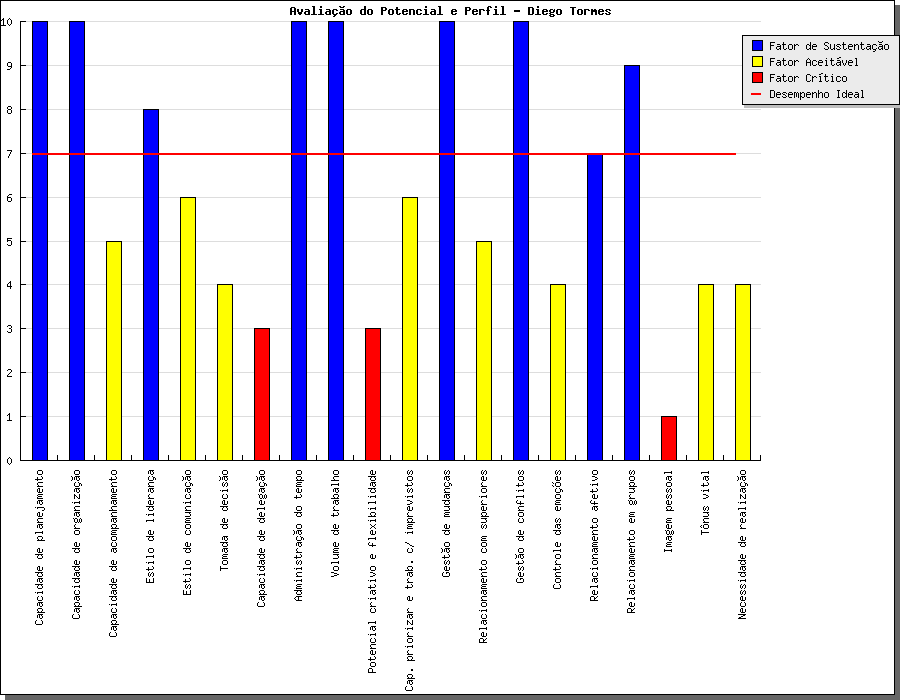 Avaliação do Potencial e Perfil - Diego Tormes
Fator de Sustentação
Fator Aceitável
Fator Crítico
Desempenho Ideal
10
9
8
7
6
5
4
3
2
1
0
Capacidade de planejamento
Capacidade de organização
Capacidade de acompanhamento
Estilo de liderança
Estilo de comunicação
Tomada de decisão
Capacidade de delegação
Administração do tempo
Volume de trabalho
Potencial criativo e flexibilidade
Cap. priorizar e trab. c/ imprevistos
Gestão de mudanças
Relacionamento com superiores
Gestão de conflitos
Controle das emoções
Relacionamento afetivo
Relacionamento em grupos
Imagem pessoal
Tônus vital
Necessidade de realização